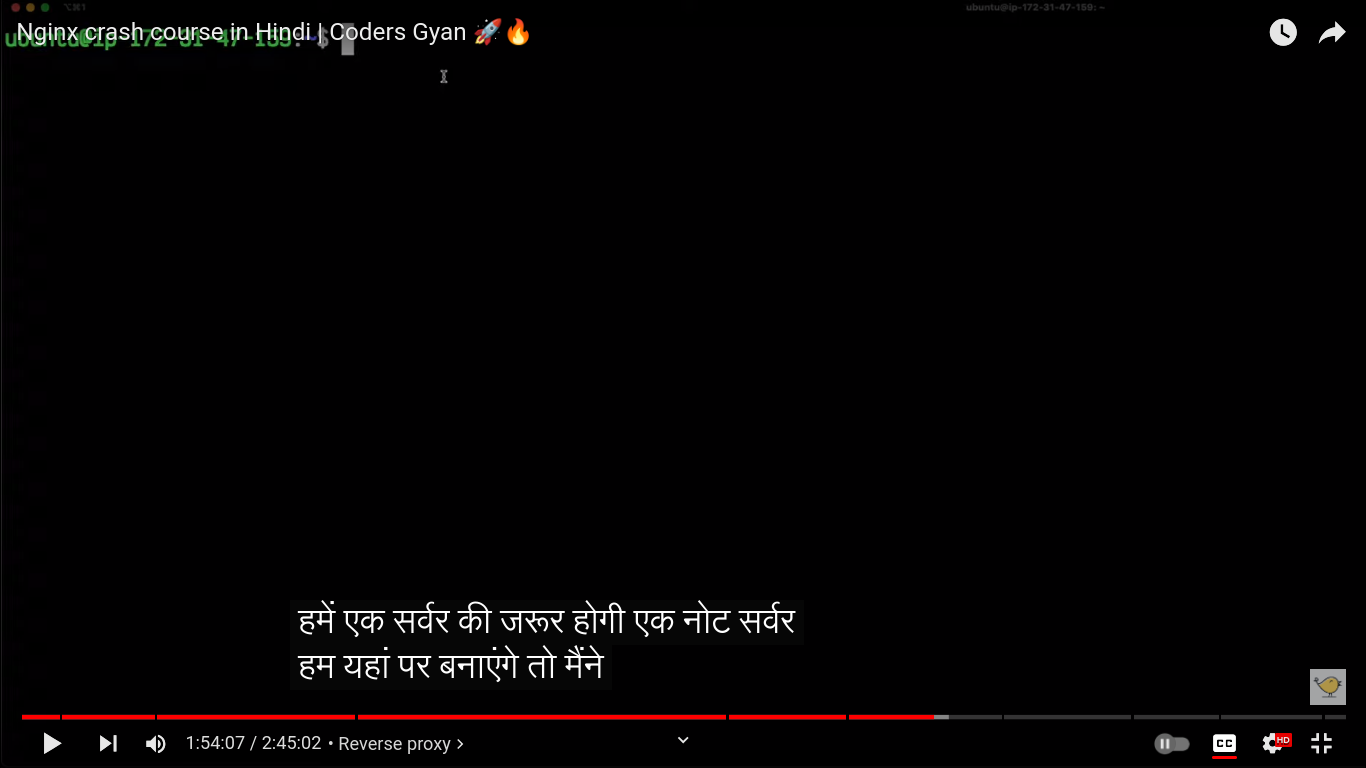 ⌥⌘1
ubuntu@ip-172-31-47-159: ~
Nginx crash course in Hindi | Coders Gyan 🚀🔥
ubuntu@ip-172-31-47-159:~$
हमें एक सर्वर की जरूर होगी एक नोट सर्वर
हम यहां पर बनाएंगे तो मैंने
1:54:07 / 2:45:02 • Reverse proxy >
CC
HD